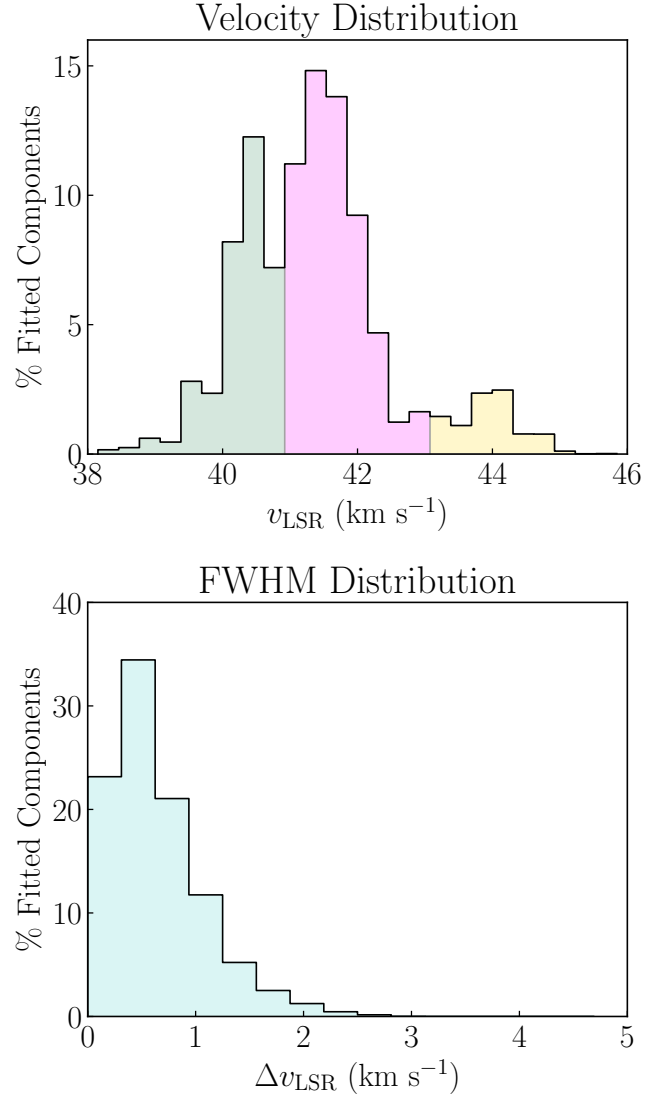 Velocity Distribution
% Fitted Components
15
10
5
0
38 40 42 44 46
v_LSR (km s⁻¹)
FWHM Distribution
% Fitted Components
40
30
20
10
0
0 1 2 3 4 5
Δv_LSR (km s⁻¹)